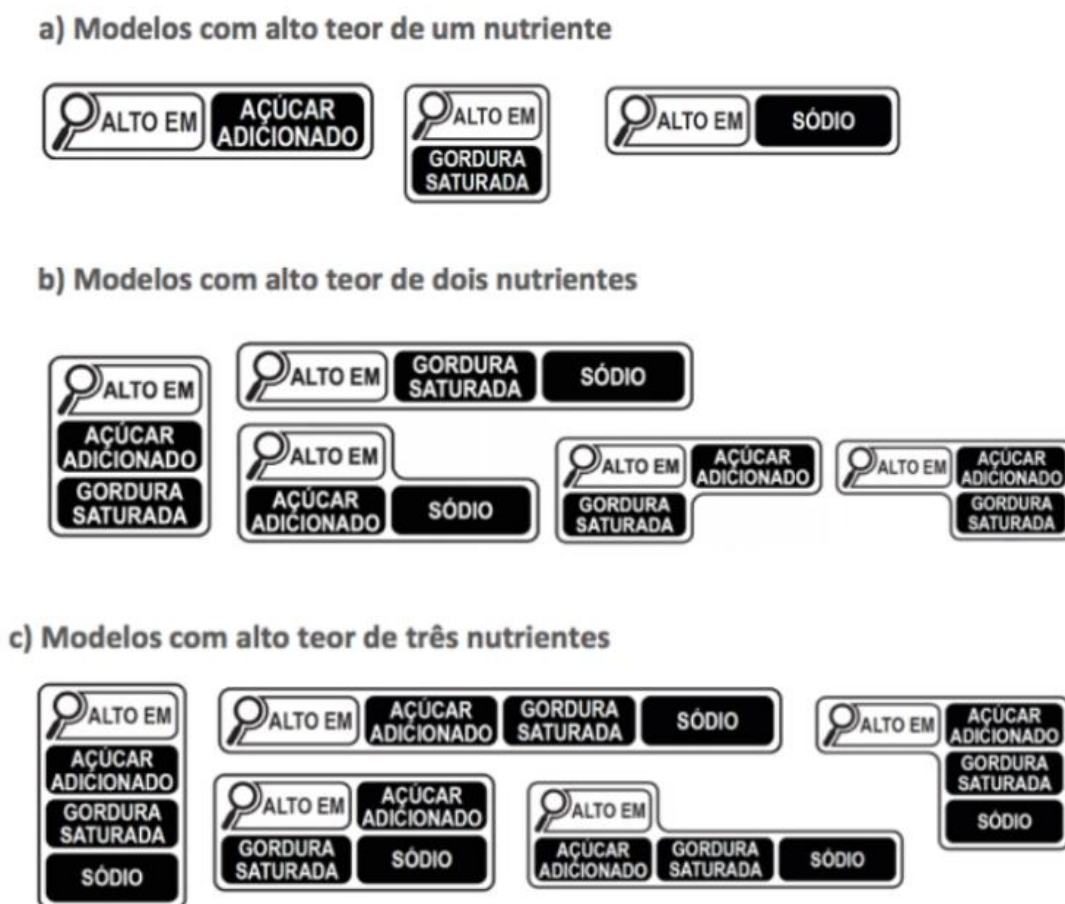 a) Modelos com alto teor de um nutriente
ALTO EM
AÇÚCAR
ADICIONADO
ALTO EM
GORDURA
SATURADA
ALTO EM
SÓDIO
b) Modelos com alto teor de dois nutrientes
ALTO EM
AÇÚCAR
ADICIONADO
GORDURA
SATURADA
ALTO EM
GORDURA
SATURADA
SÓDIO
ALTO EM
AÇÚCAR
ADICIONADO
SÓDIO
ALTO EM
AÇÚCAR
ADICIONADO
GORDURA
SATURADA
ALTO EM
AÇÚCAR
ADICIONADO
GORDURA
SATURADA
c) Modelos com alto teor de três nutrientes
ALTO EM
AÇÚCAR
ADICIONADO
GORDURA
SATURADA
SÓDIO
ALTO EM
AÇÚCAR
ADICIONADO
GORDURA
SATURADA
SÓDIO
ALTO EM
AÇÚCAR
ADICIONADO
GORDURA
SATURADA
SÓDIO
ALTO EM
AÇÚCAR
ADICIONADO
GORDURA
SATURADA
SÓDIO
ALTO EM
AÇÚCAR
ADICIONADO
GORDURA
SATURADA
SÓDIO